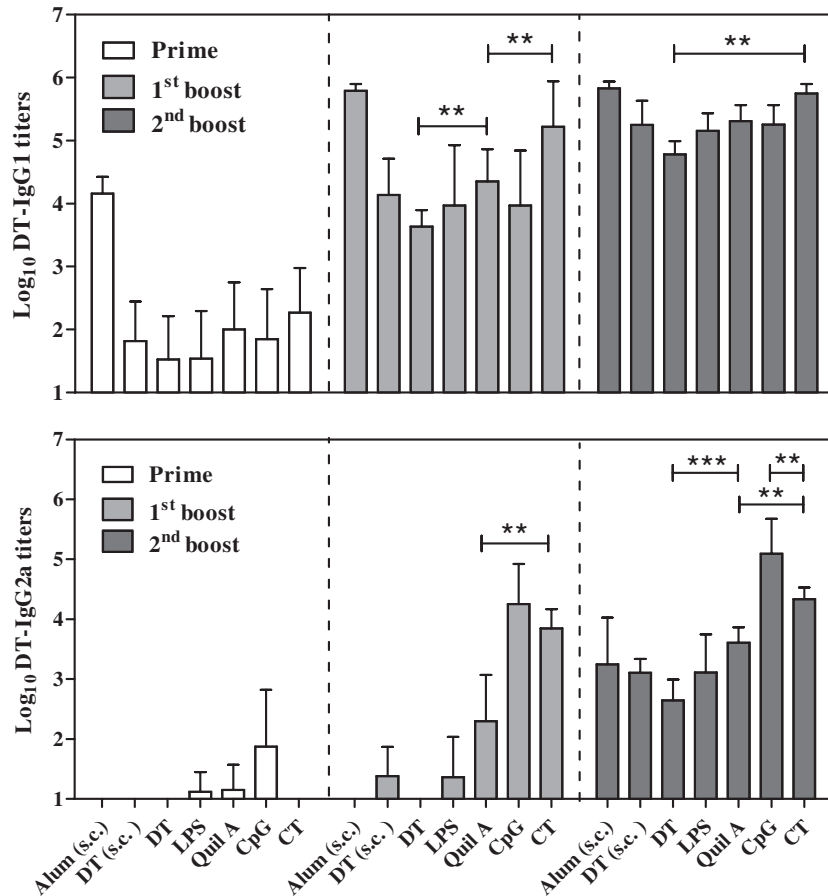 7
6
5
4
3
2
1
Log10 DT-IgG1 titers
Prime
1st boost
2nd boost
**
**
**
7
6
5
4
3
2
1
Log10 DT-IgG2a titers
Prime
1st boost
2nd boost
**
***
**
**
Alum (s.c.) DT (s.c. ) DT LPS Quil A CpG CT Alum (s.c.) DT (s.c. ) DT LPS Quil A CpG CT Alum (s.c.) DT (s.c. ) DT LPS Quil A CpG CT